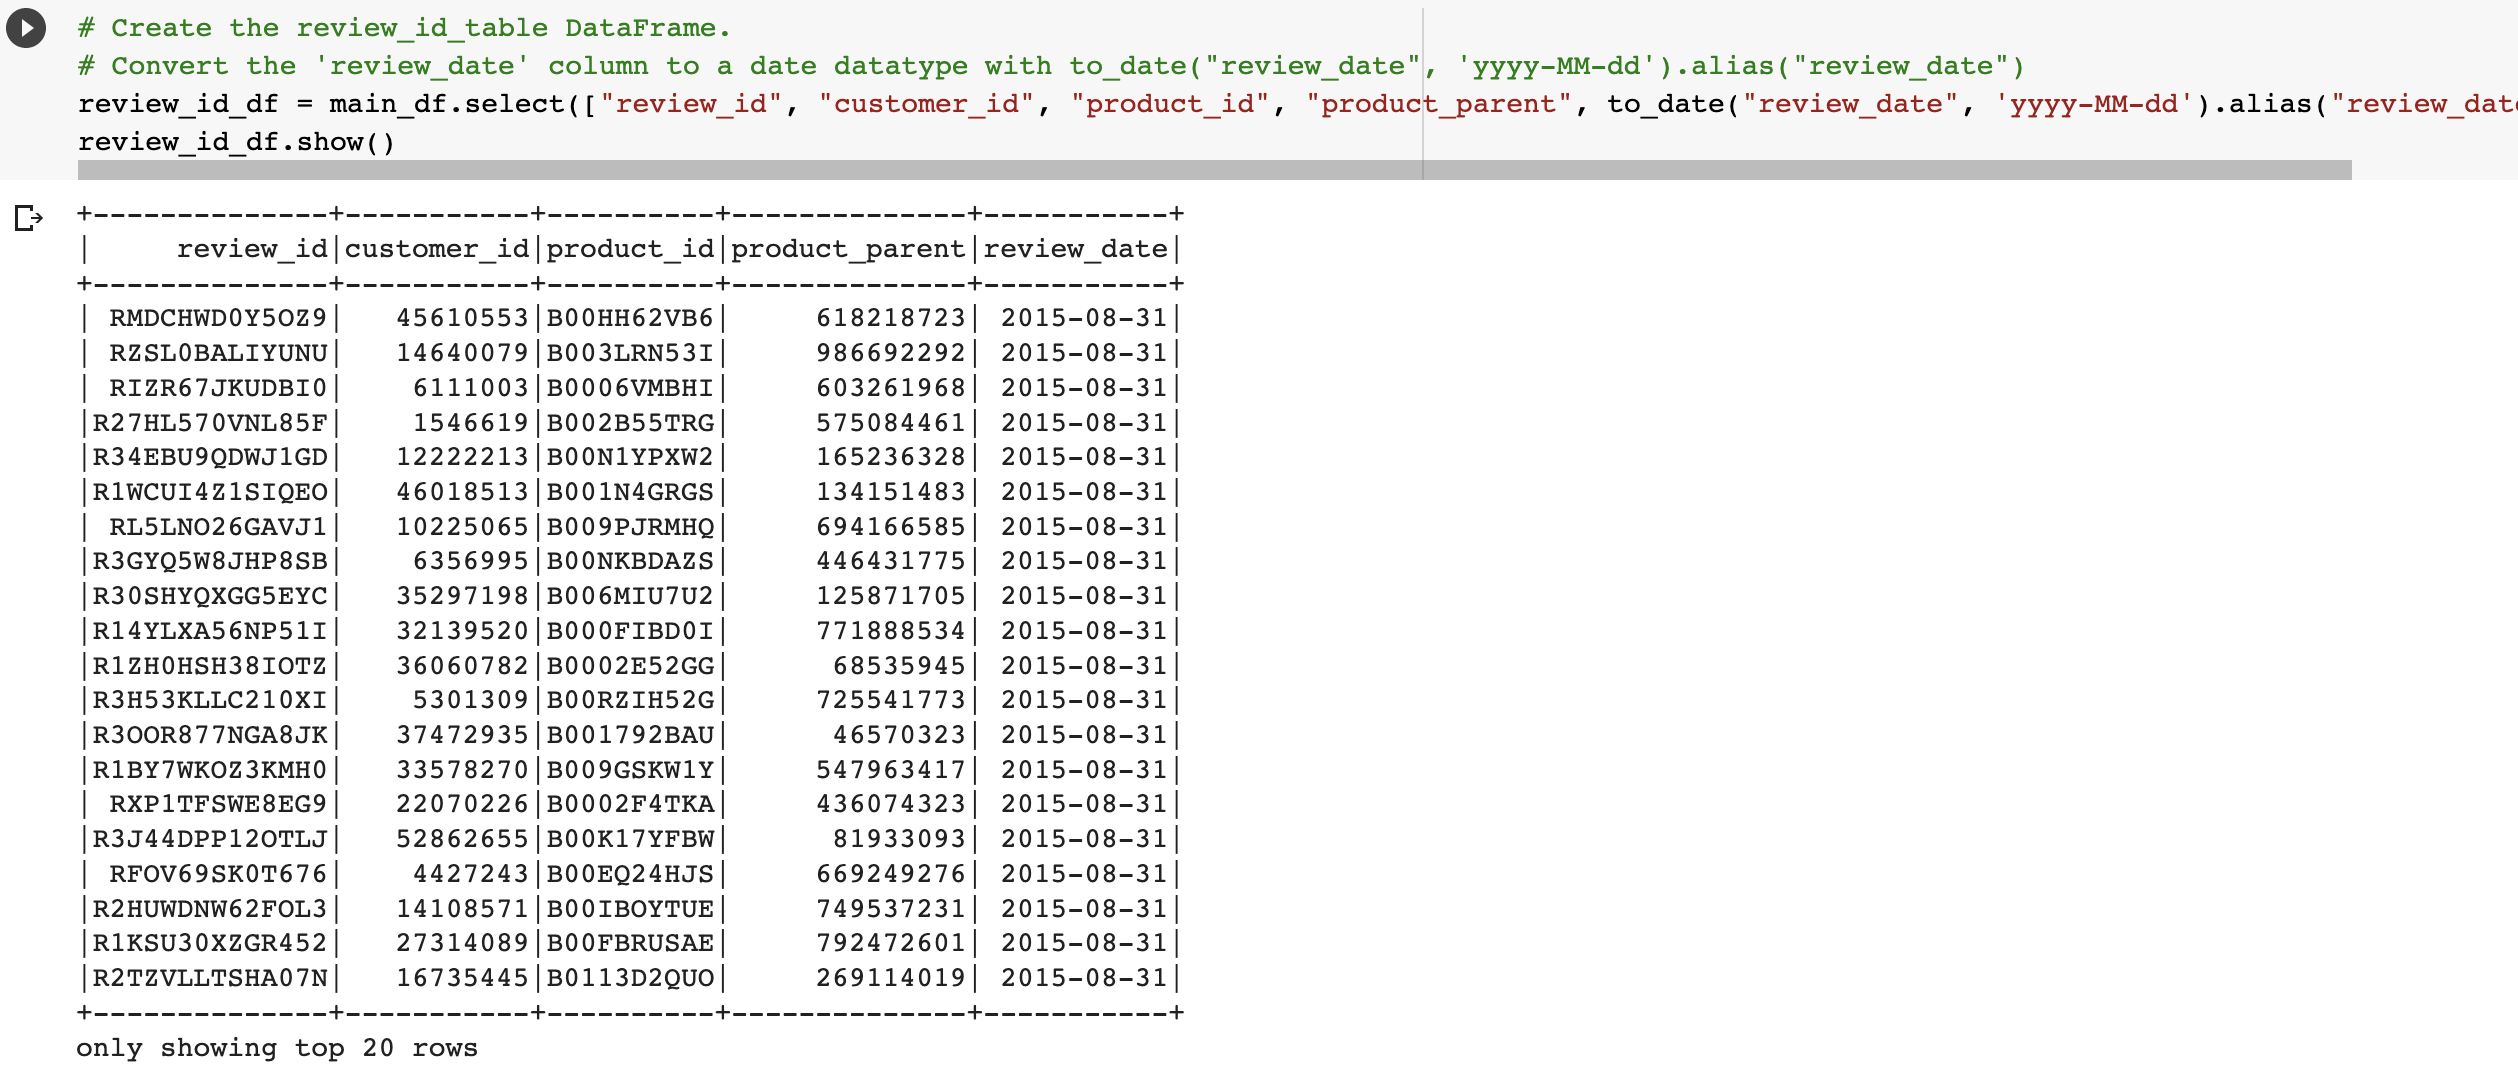 # Create the review_id_table DataFrame.
# Convert the 'review_date' column to a date datatype with to_date("review_date", 'yyyy-MM-dd').alias("review_date")
review_id_df = main_df.select(["review_id", "customer_id", "product_id", "product_parent", to_date("review_date", 'yyyy-MM-dd').alias("review_dat
review_id_df.show()
+--------------+-----------+----------+--------------+-----------+
|     review_id|customer_id|product_id|product_parent|review_date|
+--------------+-----------+----------+--------------+-----------+
| RMDCHWD0Y5OZ9|   45610553|B00HH62VB6|     618218723| 2015-08-31|
| RZSL0BALIYUNU|   14640079|B003LRN53I|     986692292| 2015-08-31|
| RIZR67JKUDBI0|    6111003|B0006VMBHI|     603261968| 2015-08-31|
|R27HL570VNL85F|    1546619|B002B55TRG|     575084461| 2015-08-31|
|R34EBU9QDWJ1GD|   12222213|B00N1YPXW2|     165236328| 2015-08-31|
|R1WCUI4Z1SIQEO|   46018513|B001N4GRGS|     134151483| 2015-08-31|
| RL5LNO26GAVJ1|   10225065|B009PJRMHQ|     694166585| 2015-08-31|
|R3GYQ5W8JHP8SB|    6356995|B00NKBDAZS|     446431775| 2015-08-31|
|R30SHYQXGG5EYC|   35297198|B006MIU7U2|     125871705| 2015-08-31|
|R14YLXA56NP51I|   32139520|B000FIBD0I|     771888534| 2015-08-31|
|R1ZH0HSH38IOTZ|   36060782|B0002E52GG|      68535945| 2015-08-31|
|R3H53KLLC210XI|    5301309|B00RZIH52G|     725541773| 2015-08-31|
|R3OOR877NGA8JK|   37472935|B001792BAU|      46570323| 2015-08-31|
|R1BY7WKOZ3KMH0|   33578270|B009GSKW1Y|     547963417| 2015-08-31|
| RXP1TFSWE8EG9|   22070226|B0002F4TKA|     436074323| 2015-08-31|
|R3J44DPP12OTLJ|   52862655|B00K17YFBW|      81933093| 2015-08-31|
| RFOV69SK0T676|    4427243|B00EQ24HJS|     669249276| 2015-08-31|
|R2HUWDNW62FOL3|   14108571|B00IBOYTUE|     749537231| 2015-08-31|
|R1KSU30XZGR452|   27314089|B00FBRUSAE|     792472601| 2015-08-31|
|R2TZVLLTSHA07N|   16735445|B0113D2QUO|     269114019| 2015-08-31|
+--------------+-----------+----------+--------------+-----------+
only showing top 20 rows